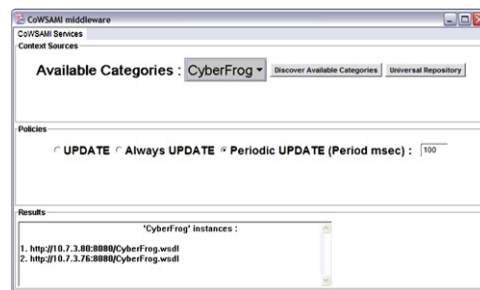 CoWSAMI middleware
CoWSAMI Services
Context Sources
Available Categories : CyberFrog Discover Available Categories Universal Repository
Policies
UPDATE Always UPDATE Periodic UPDATE (Period msec) : 100
Results
'CyberFrog' instances :
1. http://10.7.3.80:8080/CyberFrog.wsdl
2. http://10.7.3.76:8080/CyberFrog.wsdl